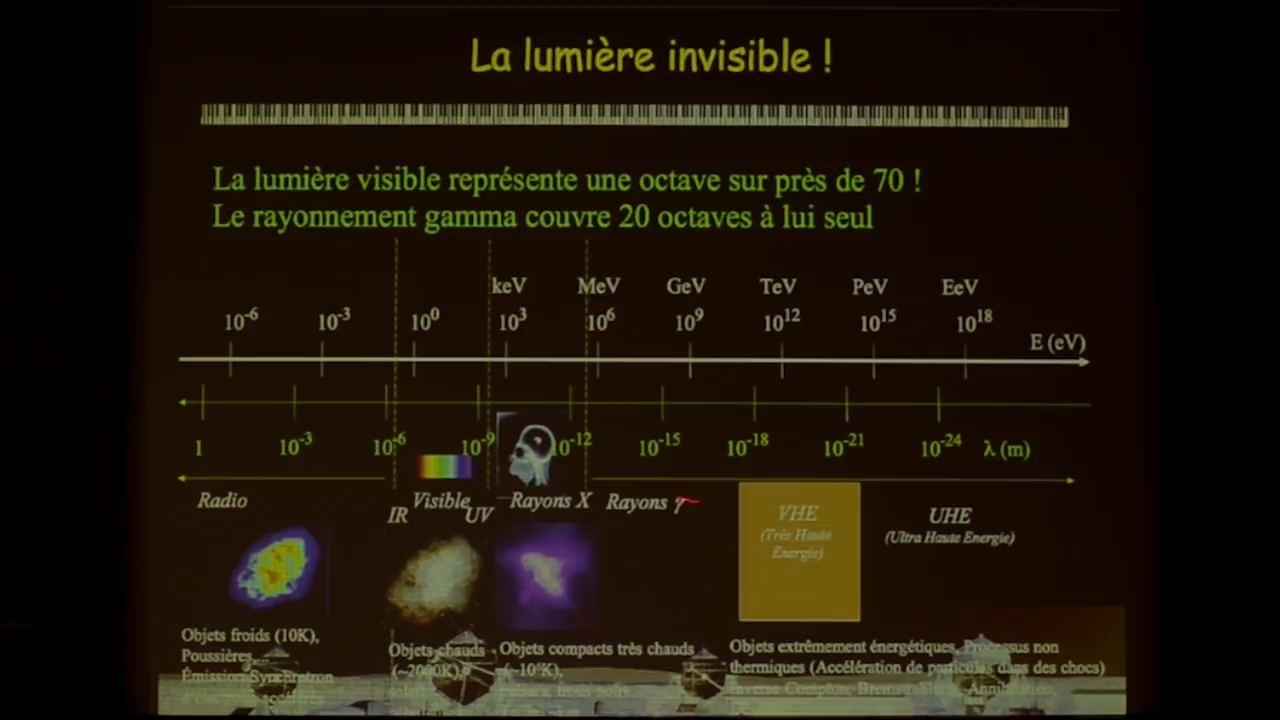 La lumière invisible !
La lumière visible représente une octave sur près de 70 !
Le rayonnement gamma couvre 20 octaves à lui seul
keV MeV GeV TeV PeV EeV
10⁻⁶ 10⁻³ 10⁰ 10³ 10⁶ 10⁹ 10¹² 10¹⁵ 10¹⁸
E (eV)
1 10⁻³ 10⁻⁶ 10⁻⁹ 10⁻¹² 10⁻¹⁵ 10⁻¹⁸ 10⁻²¹ 10⁻²⁴ λ (m)
Radio IR Visible UV Rayons X Rayons γ
VHE
(Très Haute
Energie)
UHE
(Ultra Haute Energie)
Objets froids (10K),
Poussières,
Émission Synchrotron
Objets chauds
(~2000K),
Objets compacts très chauds
Objets extrêmement énergétiques, Processus non
thermiques (Accélération de particules dans des chocs)